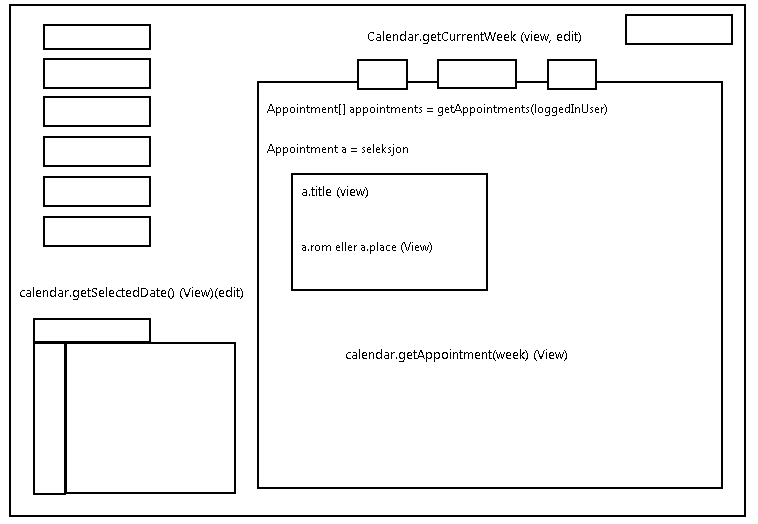 Calendar.getCurrentWeek (view, edit)
Appointment[] appointments = getAppointments(loggedInUser)
Appointment a = seleksjon
a.title (view)
a.rom eller a.place (View)
calendar.getSelectedDate() (View)(edit)
calendar.getAppointment(week) (View)